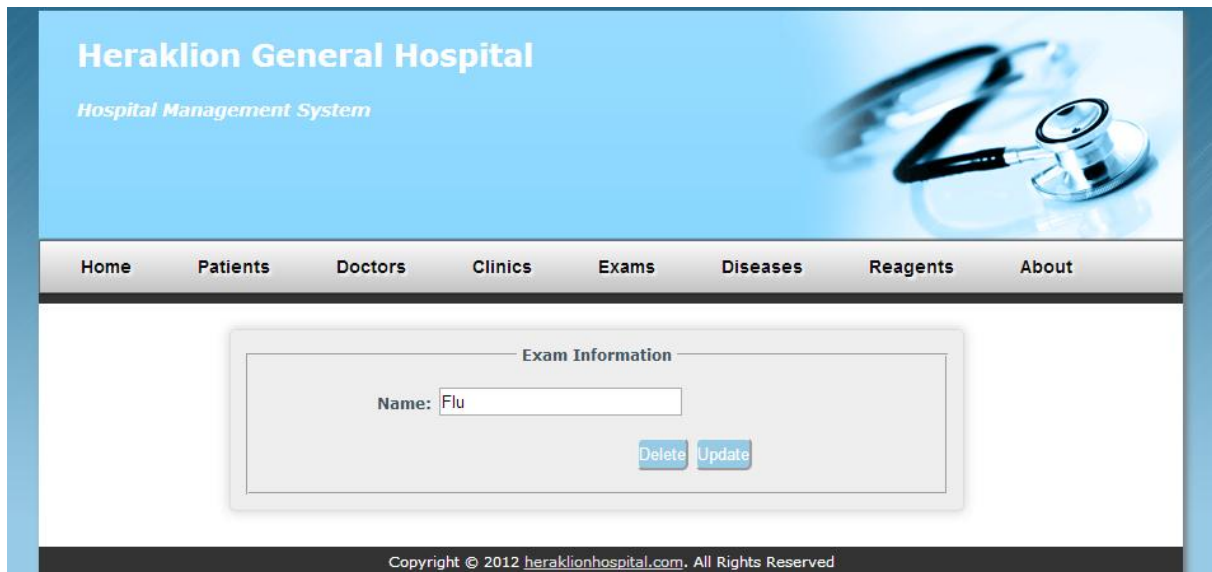 Heraklion General Hospital
Hospital Management System
Home Patients Doctors Clinics Exams Diseases Reagents About
Exam Information
Name: Flu
Delete Update
Copyright © 2012 heraklionhospital.com. All Rights Reserved